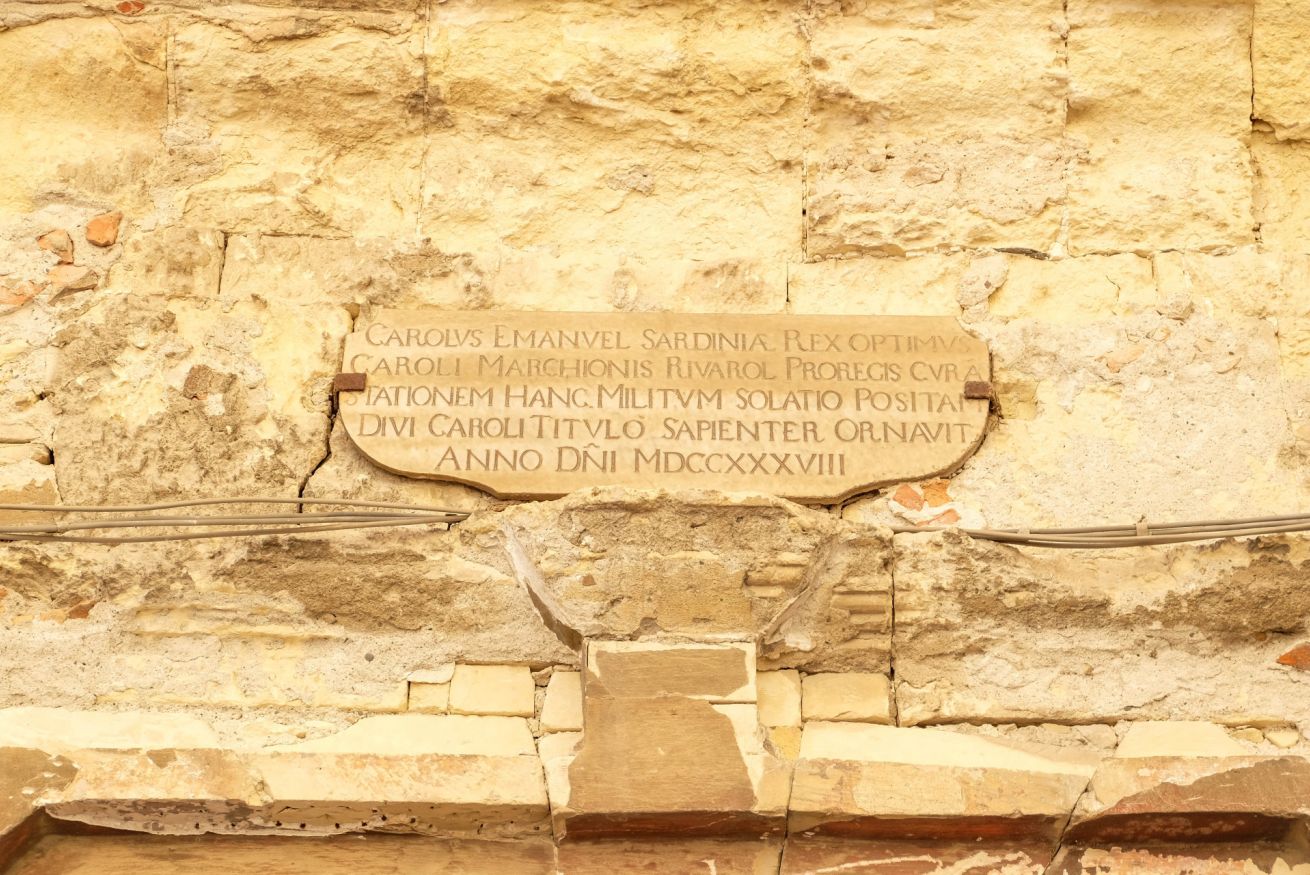 CAROLVS EMANVEL SARDINIÆ REX OPTIMVS
CAROLI MARCHIONIS RIVAROL PROREGIS CVRA
STATIONEM HANC MILITVM SOLATIO POSITAM
DIVI CAROLI TITVLO SAPIENTER ORNAVIT
ANNO DÑI MDCCXXXVIII